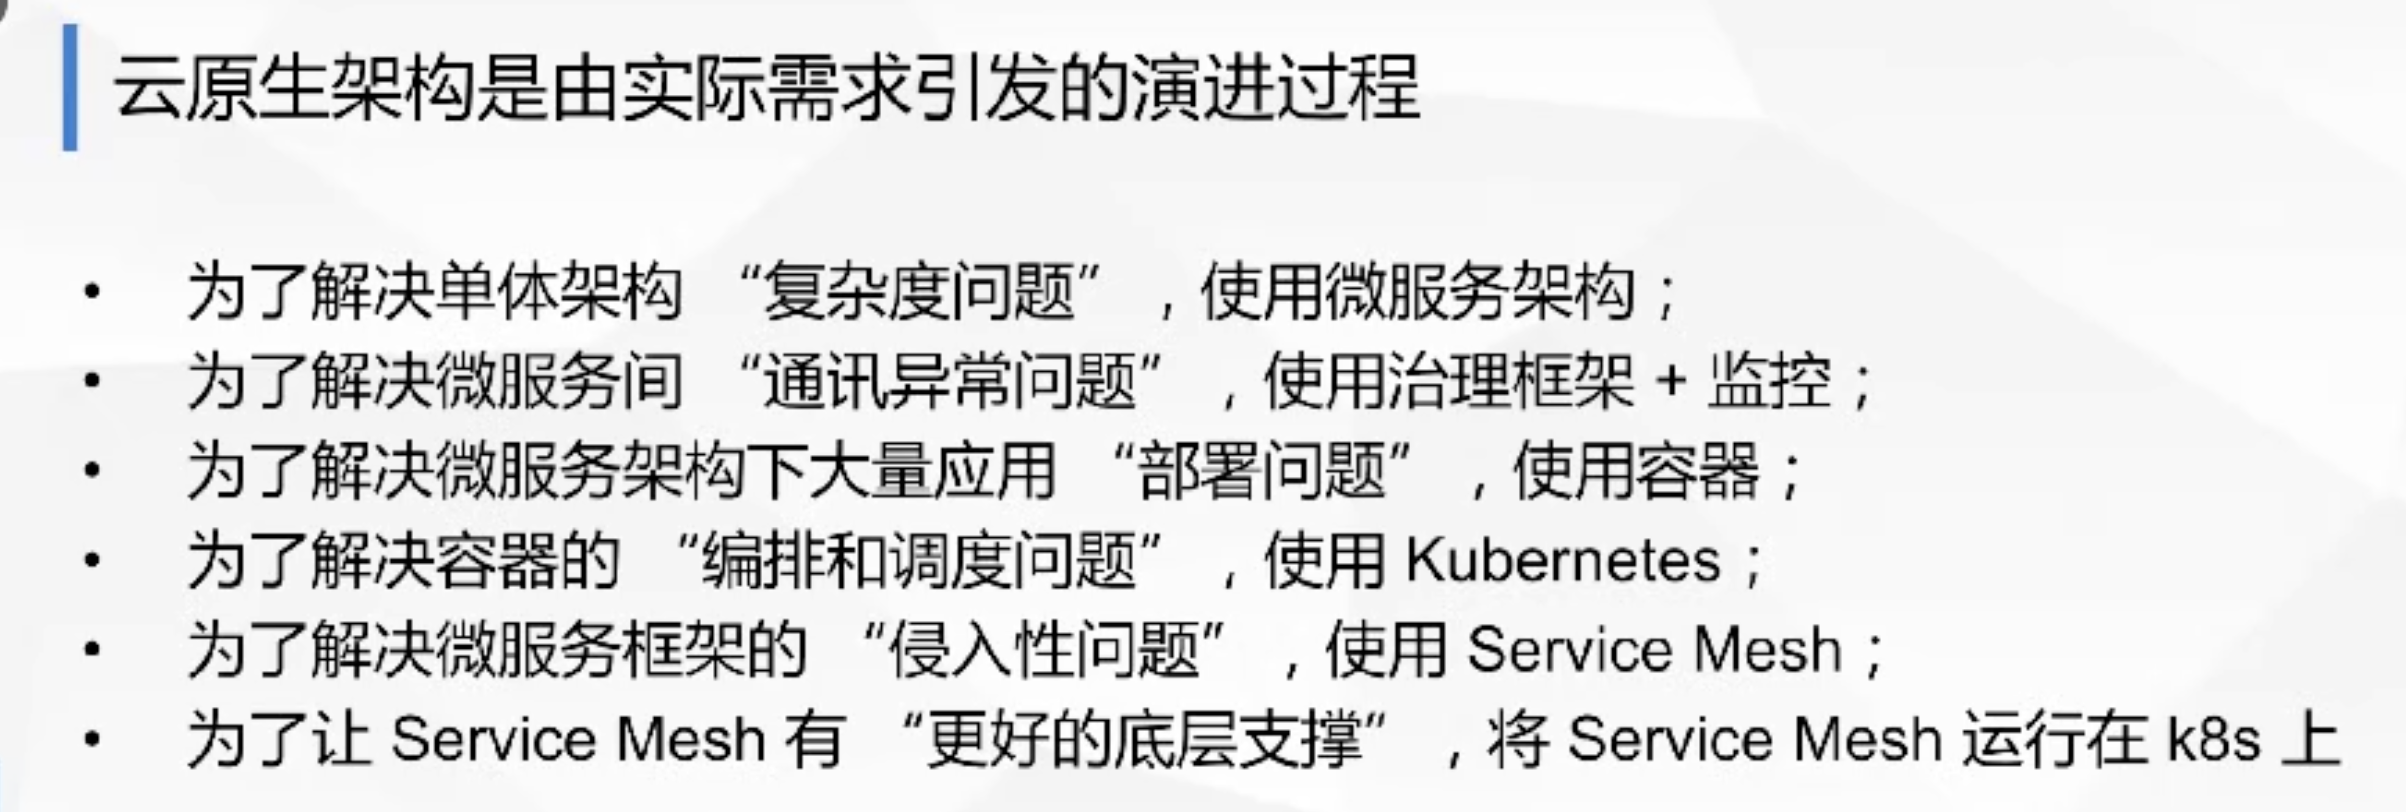 云原生架构是由实际需求引发的演进过程
• 为了解决单体架构 “复杂度问题” ，使用微服务架构；
• 为了解决微服务间 “通讯异常问题” ，使用治理框架 + 监控；
• 为了解决微服务架构下大量应用 “部署问题” ，使用容器；
• 为了解决容器的 “编排和调度问题” ，使用 Kubernetes；
• 为了解决微服务框架的 “侵入性问题” ，使用 Service Mesh；
• 为了让 Service Mesh 有 “更好的底层支撑” ，将 Service Mesh 运行在 k8s 上